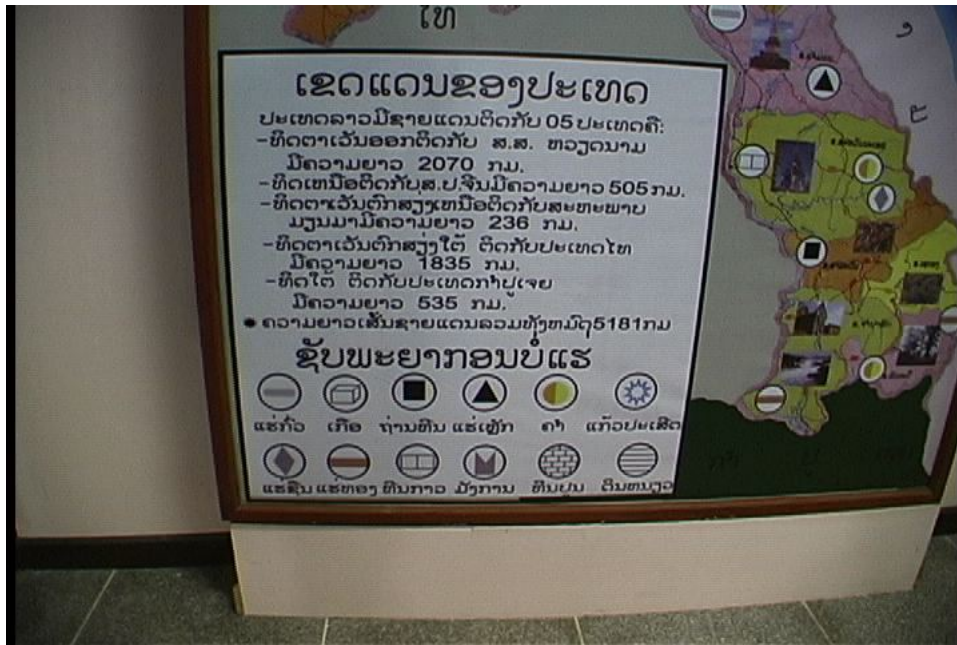 ໄທ
ເຂດແດນຂອງປະເທດ
ປະເທດລາວມີຊາຍແດນຕິດກັບ 05 ປະເທດຄື:
-ທິດຕາເວັນອອກຕິດກັບ ສ.ສ. ຫວຽດນາມ
ມີຄວາມຍາວ 2070 ກມ.
-ທິດເຫນືອຕິດກັບສ.ປ.ຈີນມີຄວາມຍາວ 505 ກມ.
-ທິດຕາເວັນຕົກສຽງເຫນືອຕິດກັບສະຫະພາບ
ມຽນມາມີຄວາມຍາວ 236 ກມ.
-ທິດຕາເວັນຕົກສຽງໃຕ້ ຕິດກັບປະເທດໄທ
ມີຄວາມຍາວ 1835 ກມ.
-ທິດໃຕ້ ຕິດກັບປະເທດກຳປູເຈຍ
ມີຄວາມຍາວ 535 ກມ.
● ຄວາມຍາວເສັ້ນຊາຍແດນລວມທັງຫມົດ5181ກມ
ຊັບພະຍາກອນບໍ່ແຮ່
ແຮ່ກົ່ວ ເກືອ ຖ່ານຫີນ ແຮ່ເຫຼັກ ຄຳ ແກ້ວປະເສີດ
ແຮ່ຊືນ ແຮ່ທອງ ຫີນກາວ ມັງການ ຫີນປູນ ດິນຫນຽວ